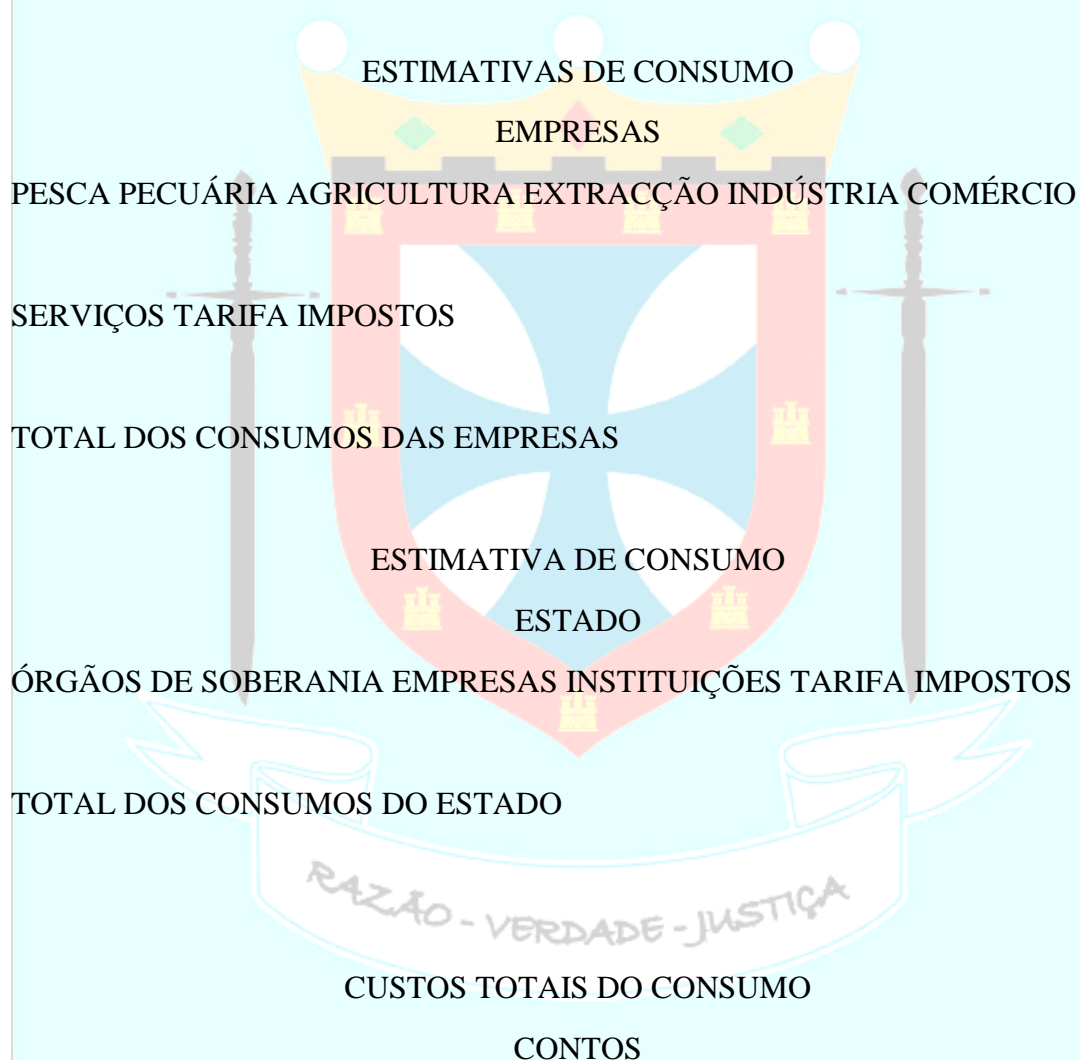 ESTIMATIVAS DE CONSUMO
EMPRESAS
PESCA PECUÁRIA AGRICULTURA EXTRACÇÃO INDÚSTRIA COMÉRCIO
SERVIÇOS TARIFA IMPOSTOS
TOTAL DOS CONSUMOS DAS EMPRESAS
ESTIMATIVA DE CONSUMO
ESTADO
ÓRGÃOS DE SOBERANIA EMPRESAS INSTITUIÇÕES TARIFA IMPOSTOS
TOTAL DOS CONSUMOS DO ESTADO
RAZÃO - VERDADE - JUSTIÇA
CUSTOS TOTAIS DO CONSUMO
CONTOS